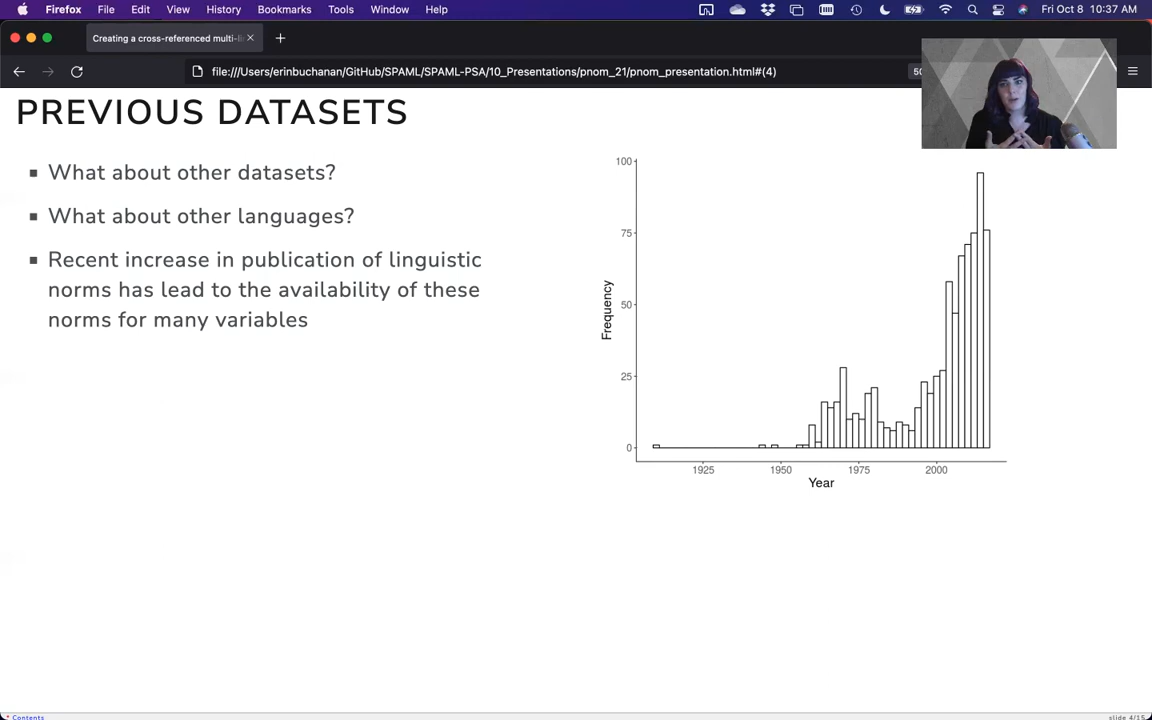 Firefox File Edit View History Bookmarks Tools Window Help Fri Oct 8 10:37 AM
Creating a cross-referenced multi-li
file:///Users/erinbuchanan/GitHub/SPAML/SPAML-PSA/10_Presentations/pnom_21/pnom_presentation.html#(4)
PREVIOUS DATASETS
What about other datasets?
What about other languages?
Recent increase in publication of linguistic
norms has lead to the availability of these
norms for many variables
100
75
50
25
0
Frequency
1925 1950 1975 2000
Year
Contents
slide 4/15